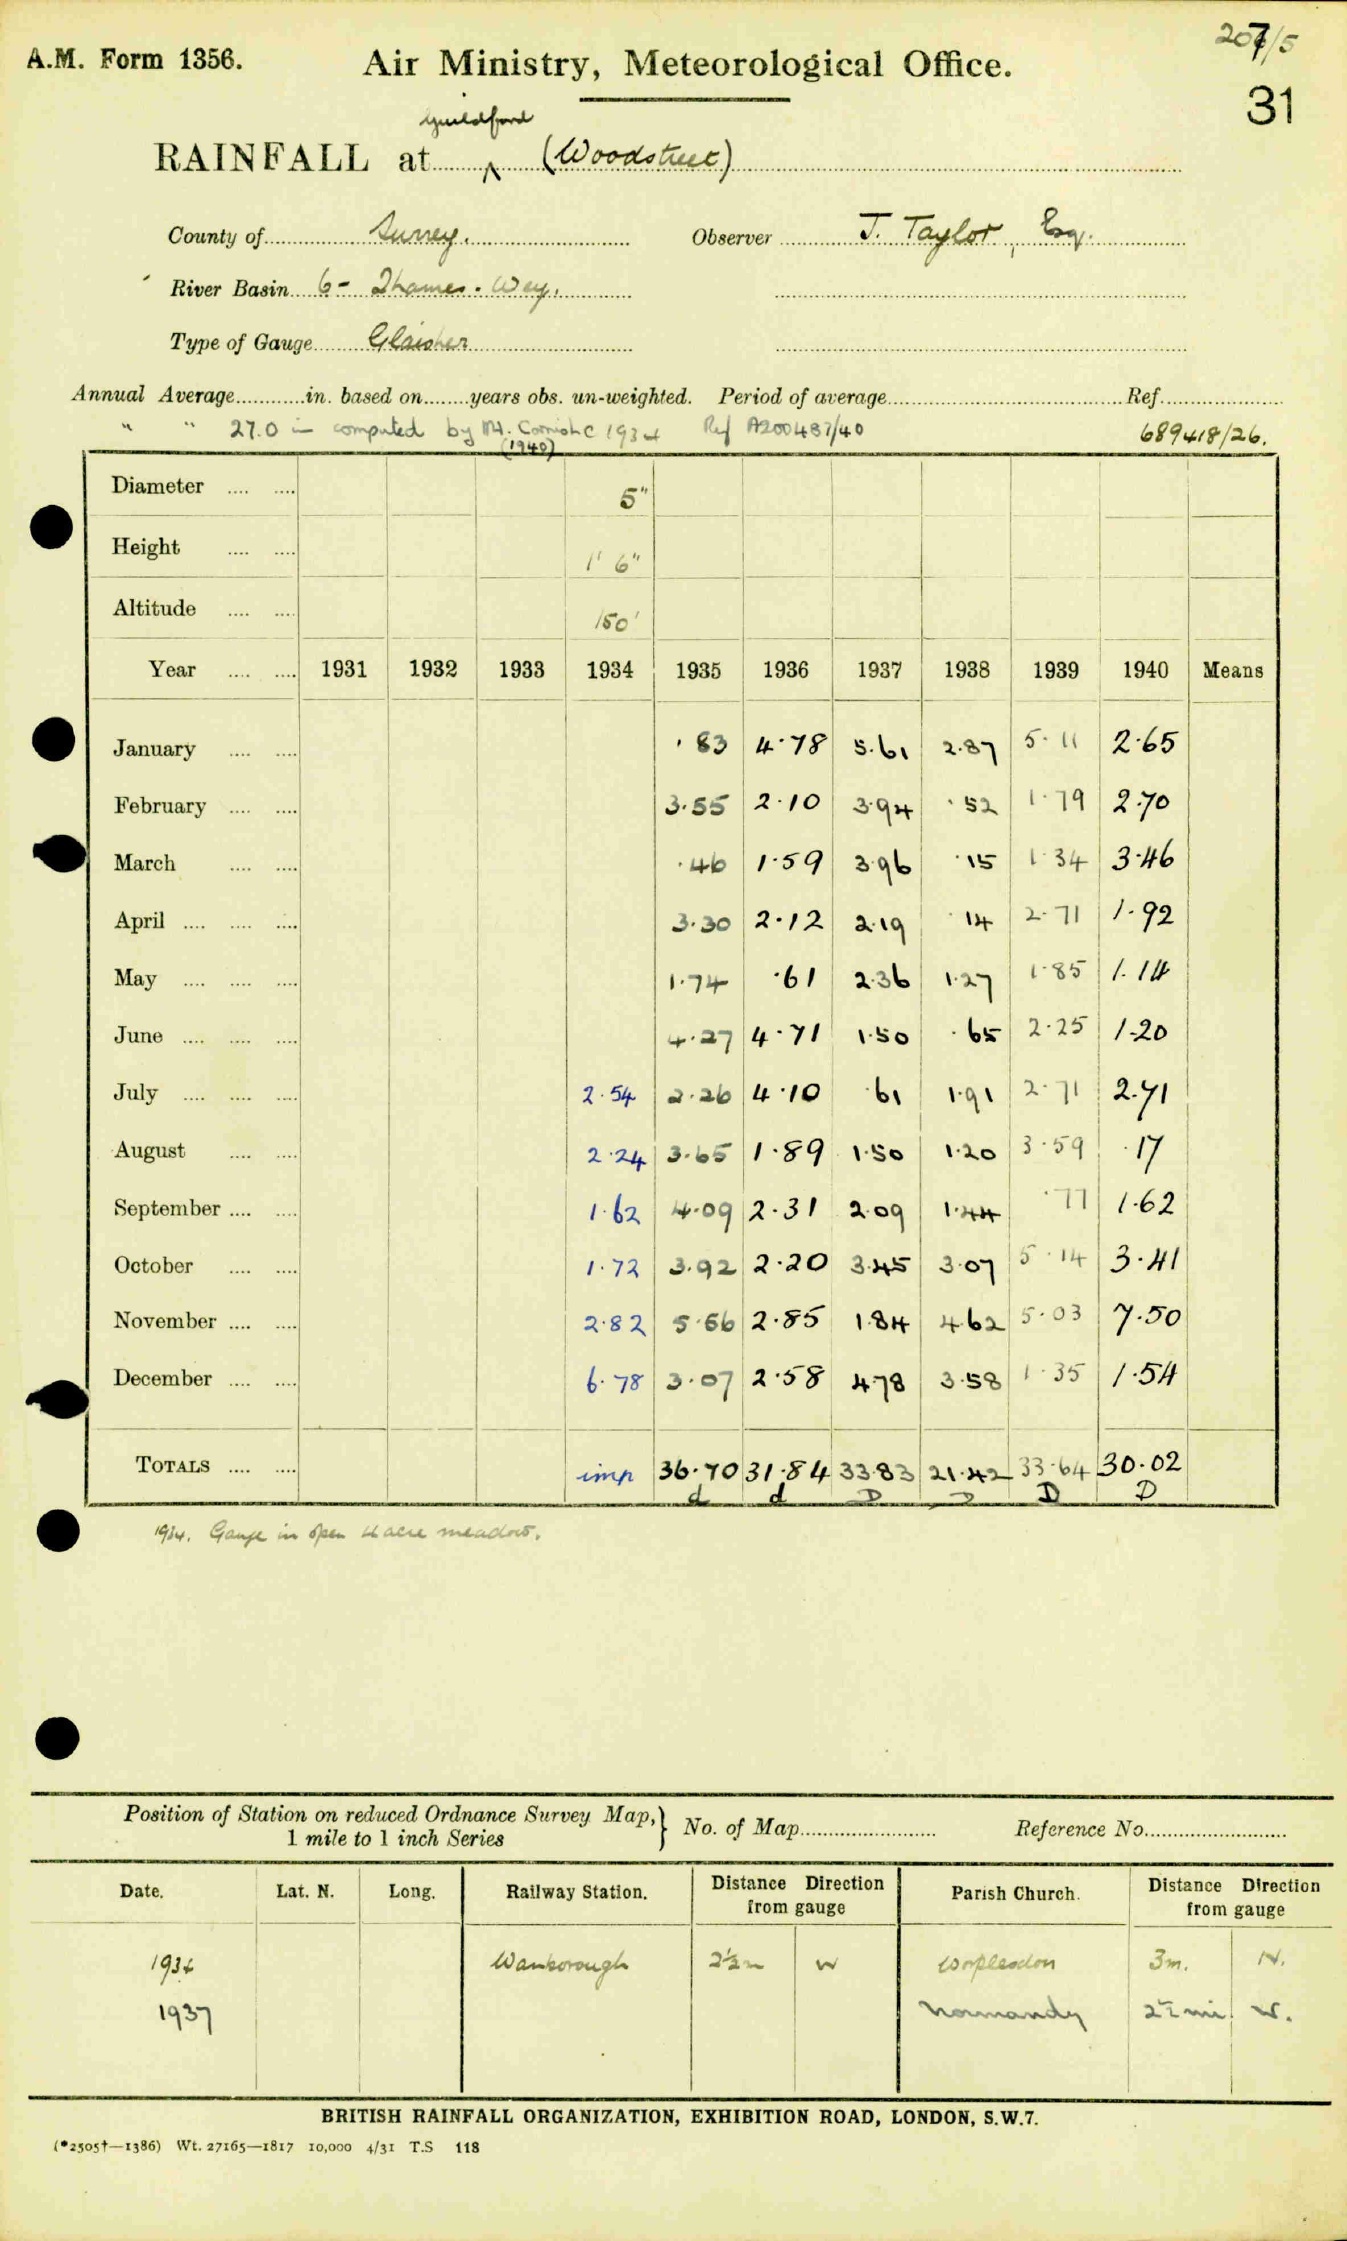 207/5
A.M. Form 1356. Air Ministry, Meteorological Office.
31
Guildford
RAINFALL at (Woodstreet)
County of Surrey. Observer J. Taylor, Esq.
River Basin 6- Thames. Wey.
Type of Gauge Glaisher
Annual Average in. based on years obs. un-weighted. Period of average Ref.
" " 27.0 in computed by Mr. Cornish C 1934 Ref A200487/40 689418/26.
(1940)
Diameter 5"
Height 1' 6"
Altitude 150'
Year 1931 1932 1933 1934 1935 1936 1937 1938 1939 1940 Means
January .83 4.78 5.61 2.87 5.11 2.65
February 3.55 2.10 3.94 .52 1.79 2.70
March .46 1.59 3.96 .15 1.34 3.46
April 3.30 2.12 2.19 .14 2.71 1.92
May 1.74 .61 2.36 1.27 1.85 1.14
June 4.27 4.71 1.50 .65 2.25 1.20
July 2.54 2.26 4.10 .61 1.91 2.71 2.71
August 2.24 3.65 1.89 1.50 1.20 3.59 .17
September 1.62 4.09 2.31 2.09 1.44 .77 1.62
October 1.72 3.92 2.20 3.45 3.07 5.14 3.41
November 2.82 5.56 2.85 1.84 4.62 5.03 7.50
December 6.78 3.07 2.58 4.78 3.58 1.35 1.54
TOTALS imp 36.70 31.84 33.83 21.42 33.64 30.02
d d D D D D
1934. Gauge in open acre meadow.
Position of Station on reduced Ordnance Survey Map, } No. of Map Reference No.
1 mile to 1 inch Series
Date. Lat. N. Long. Railway Station. Distance Direction Parish Church. Distance Direction
from gauge from gauge
1934 Wanborough 2½m W Worplesdon 3m. N.
1937 Normandy 2½ mi. W.
BRITISH RAINFALL ORGANIZATION, EXHIBITION ROAD, LONDON, S.W.7.
(*2505†—1386) Wt. 27165—1817 10,000 4/31 T.S 118